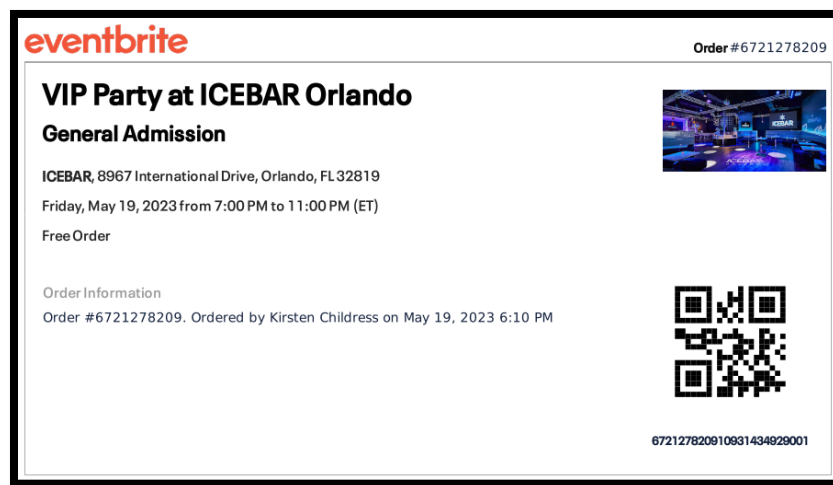 eventbrite
Order #6721278209
VIP Party at ICEBAR Orlando
General Admission
ICEBAR
ICEBAR
ICEBAR, 8967 International Drive, Orlando, FL 32819
Friday, May 19, 2023 from 7:00 PM to 11:00 PM (ET)
Free Order
Order Information
Order #6721278209. Ordered by Kirsten Childress on May 19, 2023 6:10 PM
672127820910931434929001